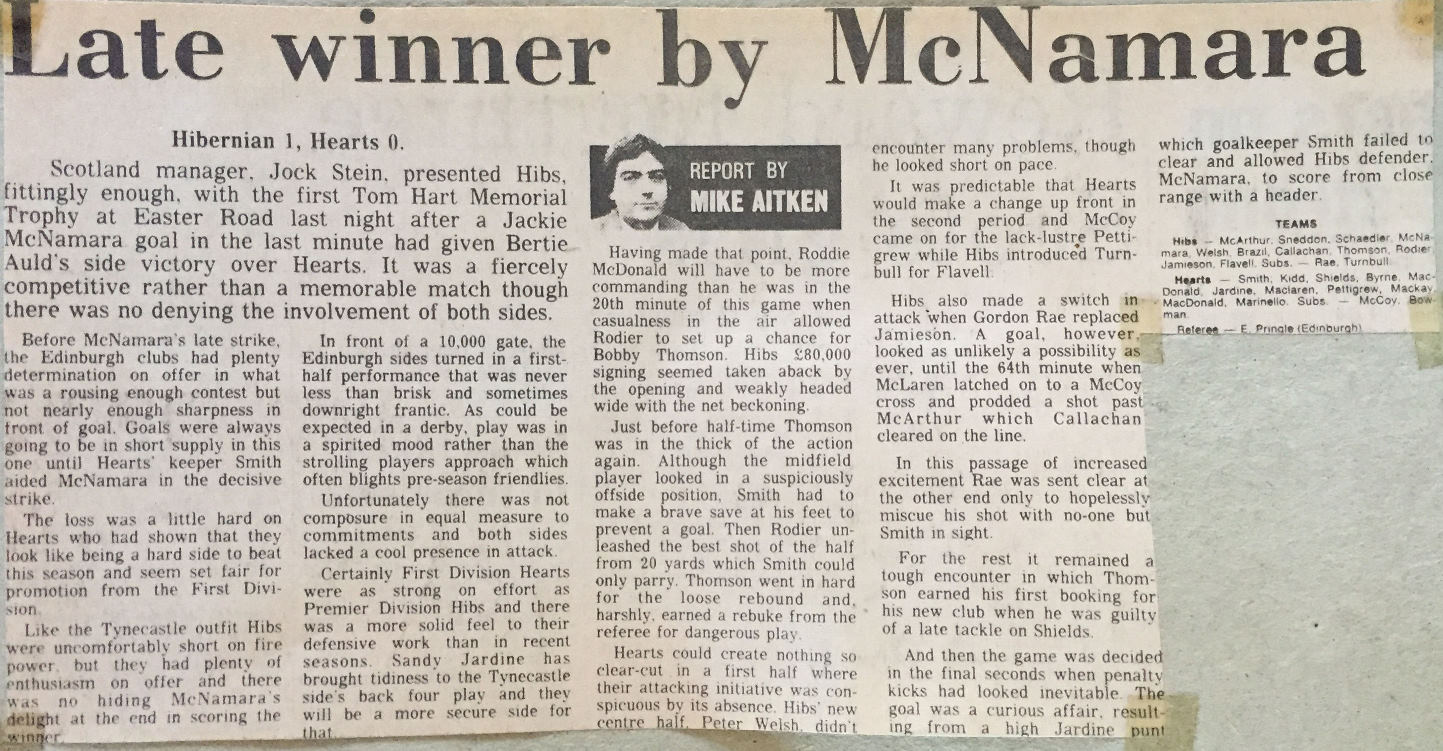 Late winner by McNamara
Hibernian 1, Hearts 0.
Scotland manager, Jock Stein, presented Hibs,
fittingly enough, with the first Tom Hart Memorial
Trophy at Easter Road last night after a Jackie
McNamara goal in the last minute had given Bertie
Auld's side victory over Hearts. It was a fiercely
competitive rather than a memorable match though
there was no denying the involvement of both sides.
Before McNamara's late strike,
the Edinburgh clubs had plenty
determination on offer in what
was a rousing enough contest but
not nearly enough sharpness in
front of goal. Goals were always
going to be in short supply in this
one until Hearts' keeper Smith
aided McNamara in the decisive
strike.
The loss was a little hard on
Hearts who had shown that they
look like being a hard side to beat
this season and seem set fair for
promotion from the First Divi-
sion.
Like the Tynecastle outfit Hibs
were uncomfortably short on fire
power, but they had plenty of
enthusiasm on offer and there
was no hiding McNamara's
delight at the end in scoring the
winner.
In front of a 10,000 gate, the
Edinburgh sides turned in a first-
half performance that was never
less than brisk and sometimes
downright frantic. As could be
expected in a derby, play was in
a spirited mood rather than the
strolling players approach which
often blights pre-season friendlies.
Unfortunately there was not
composure in equal measure to
commitments and both sides
lacked a cool presence in attack.
Certainly First Division Hearts
were as strong on effort as
Premier Division Hibs and there
was a more solid feel to their
defensive work than in recent
seasons. Sandy Jardine has
brought tidiness to the Tynecastle
side's back four play and they
will be a more secure side for
that.
REPORT BY
MIKE AITKEN
Having made that point, Roddie
McDonald will have to be more
commanding than he was in the
20th minute of this game when
casualness in the air allowed
Rodier to set up a chance for
Bobby Thomson. Hibs £80,000
signing seemed taken aback by
the opening and weakly headed
wide with the net beckoning.
Just before half-time Thomson
was in the thick of the action
again. Although the midfield
player looked in a suspiciously
offside position, Smith had to
make a brave save at his feet to
prevent a goal. Then Rodier un-
leashed the best shot of the half
from 20 yards which Smith could
only parry. Thomson went in hard
for the loose rebound and,
harshly, earned a rebuke from the
referee for dangerous play.
Hearts could create nothing so
clear-cut in a first half where
their attacking initiative was con-
spicuous by its absence. Hibs' new
centre half, Peter Welsh, didn't
encounter many problems, though
he looked short on pace.
It was predictable that Hearts
would make a change up front in
the second period and McCoy
came on for the lack-lustre Petti-
grew while Hibs introduced Turn-
bull for Flavell.
Hibs also made a switch in
attack when Gordon Rae replaced
Jamieson. A goal, however,
looked as unlikely a possibility as
ever, until the 64th minute when
McLaren latched on to a McCoy
cross and prodded a shot past
McArthur which Callachan
cleared on the line.
In this passage of increased
excitement Rae was sent clear at
the other end only to hopelessly
miscue his shot with no-one but
Smith in sight.
For the rest it remained a
tough encounter in which Thom-
son earned his first booking for
his new club when he was guilty
of a late tackle on Shields.
And then the game was decided
in the final seconds when penalty
kicks had looked inevitable. The
goal was a curious affair, result-
ing from a high Jardine punt
which goalkeeper Smith failed to
clear and allowed Hibs defender,
McNamara, to score from close
range with a header.
TEAMS
Hibs — McArthur, Sneddon, Schaedler, McNa-
mara, Welsh, Brazil, Callachan, Thomson, Rodier,
Jamieson, Flavell. Subs. — Rae, Turnbull.
Hearts — Smith, Kidd, Shields, Byrne, Mac-
Donald, Jardine, Maclaren, Pettigrew, Mackay,
MacDonald, Marinello. Subs. — McCoy, Bow-
man.
Referee — E. Pringle (Edinburgh)